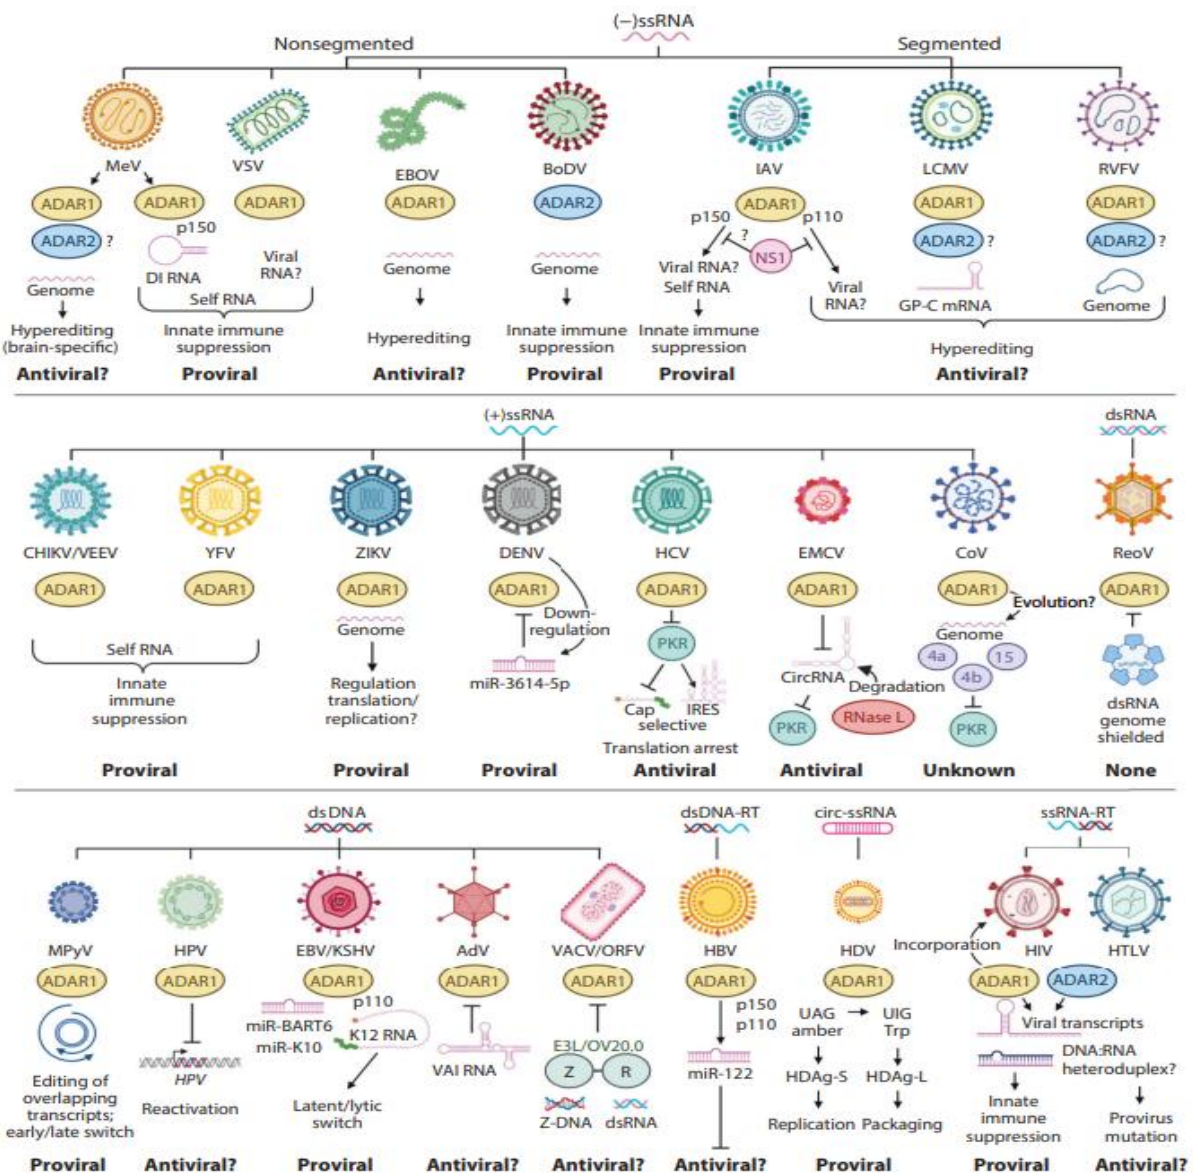 (−)ssRNA
Nonsegmented
Segmented
MeV
VSV
EBOV
BoDV
IAV
LCMV
RVFV
ADAR1
ADAR1
ADAR1
ADAR1
ADAR2
ADAR1
ADAR1
ADAR1
ADAR2 ?
p150
p150
p110
?
NS1
ADAR2 ?
ADAR2 ?
DI RNA
Viral
RNA?
Genome
Self RNA
Genome
Genome
Viral RNA?
Self RNA
Viral
RNA?
GP-C mRNA
Genome
Hyperediting
(brain-specific)
Innate immune
suppression
Hyperediting
Innate immune
suppression
Innate immune
suppression
Hyperediting
Antiviral?
Proviral
Antiviral?
Proviral
Proviral
Antiviral?
(+)ssRNA
dsRNA
CHIKV/VEEV
YFV
ZIKV
DENV
HCV
EMCV
CoV
ReoV
ADAR1
ADAR1
ADAR1
ADAR1
ADAR1
ADAR1
ADAR1
ADAR1
Evolution?
Self RNA
Innate
immune
suppression
Genome
Regulation
translation/
replication?
Down-
regulation
miR-3614-5p
PKR
Cap
IRES
selective
Translation arrest
CircRNA
Degradation
PKR
RNase L
Genome
4a
15
4b
PKR
dsRNA
genome
shielded
Proviral
Proviral
Proviral
Antiviral
Antiviral
Unknown
None
dsDNA
dsDNA-RT
circ-ssRNA
ssRNA-RT
MPyV
HPV
EBV/KSHV
AdV
VACV/ORFV
HBV
HDV
Incorporation
HIV
HTLV
ADAR1
ADAR1
ADAR1
ADAR1
ADAR1
ADAR1
ADAR1
ADAR1
ADAR2
Editing of
overlapping
transcripts;
early/late switch
HPV
Reactivation
p110
miR-BART6
miR-K10
K12 RNA
Latent/lytic
switch
VAI RNA
E3L/OV20.0
Z
R
Z-DNA
dsRNA
p150
p110
miR-122
UAG
amber
UIG
Trp
HDAg-S
HDAg-L
Replication
Packaging
Viral transcripts
DNA:RNA
heteroduplex?
Innate
immune
suppression
Provirus
mutation
Proviral
Antiviral?
Proviral
Antiviral?
Antiviral?
Antiviral?
Proviral
Proviral
Antiviral?